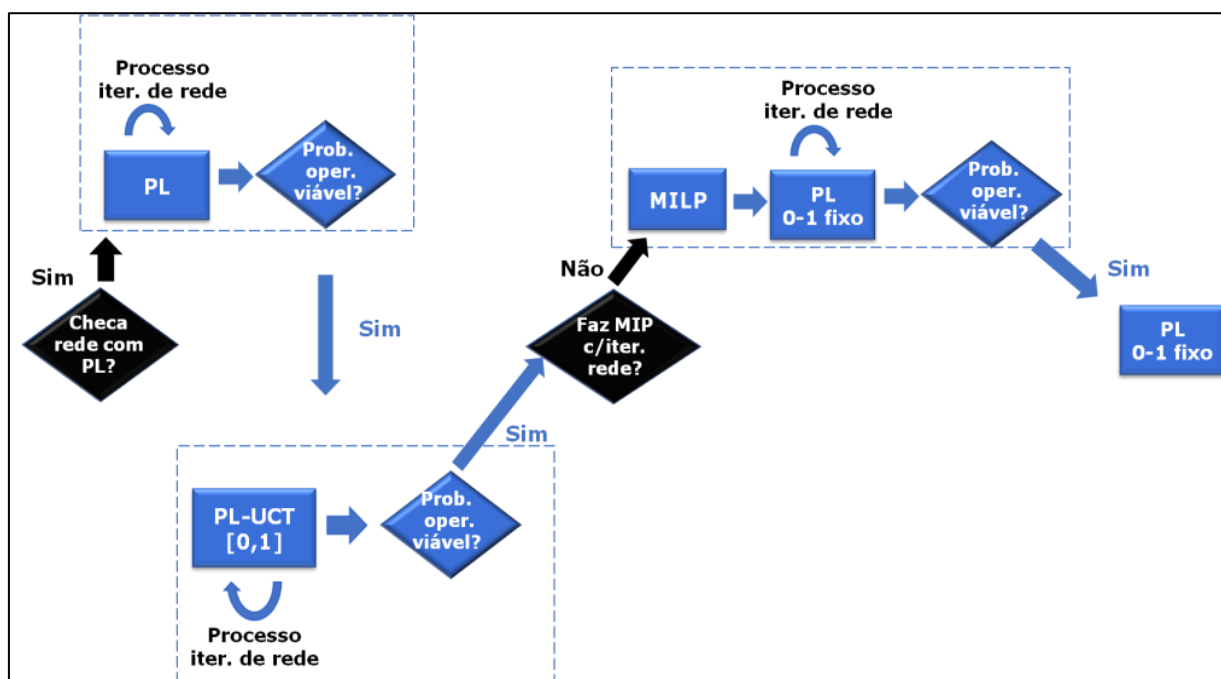 Processo
iter. de rede
PL
Prob.
oper.
viável?
Sim
Checa
rede com
PL?
Sim
PL-UCT
[0,1]
Processo
iter. de rede
Prob.
oper.
viável?
Sim
Faz MIP
c/iter.
rede?
Não
MILP
Processo
iter. de rede
PL
0-1 fixo
Prob.
oper.
viável?
Sim
PL
0-1 fixo